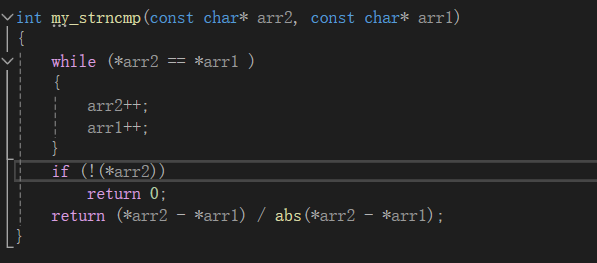 int my_strncmp(const char* arr2, const char* arr1)
{
while (*arr2 == *arr1 )
{
arr2++;
arr1++;
}
if (!(*arr2))
return 0;
return (*arr2 - *arr1) / abs(*arr2 - *arr1);
}